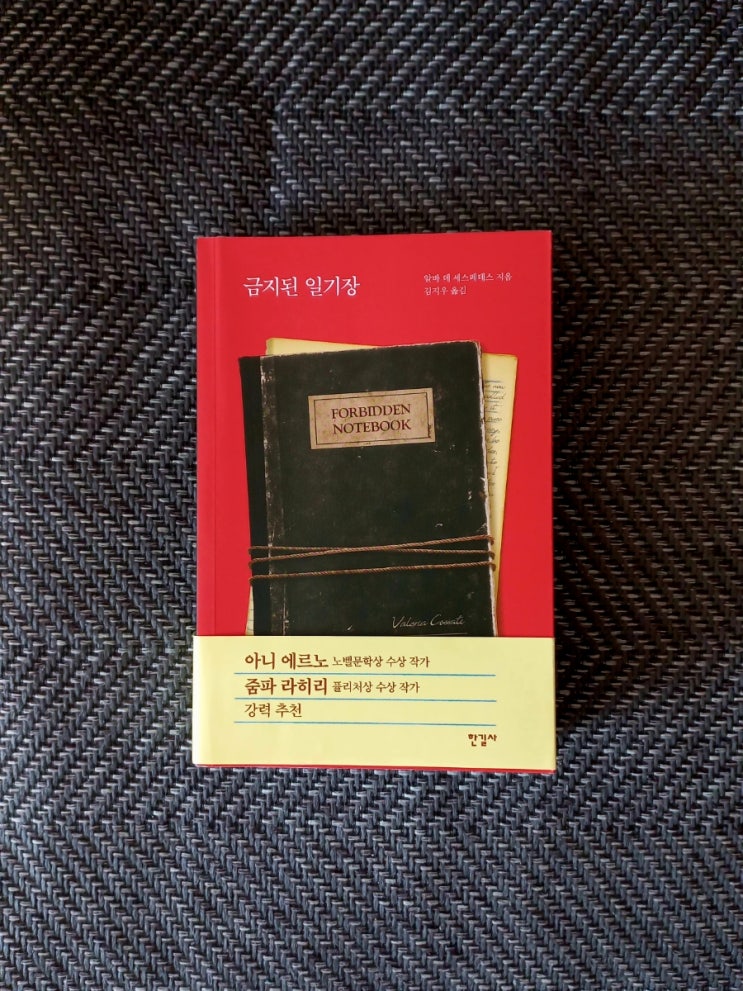 금지된 일기장
알바 데 세스페데스 지음
김지우 옮김
FORBIDDEN
NOTEBOOK
Valeria Cossati
아니 에르노 노벨문학상 수상 작가
줌파 라히리 퓰리처상 수상 작가
강력 추천
한길사